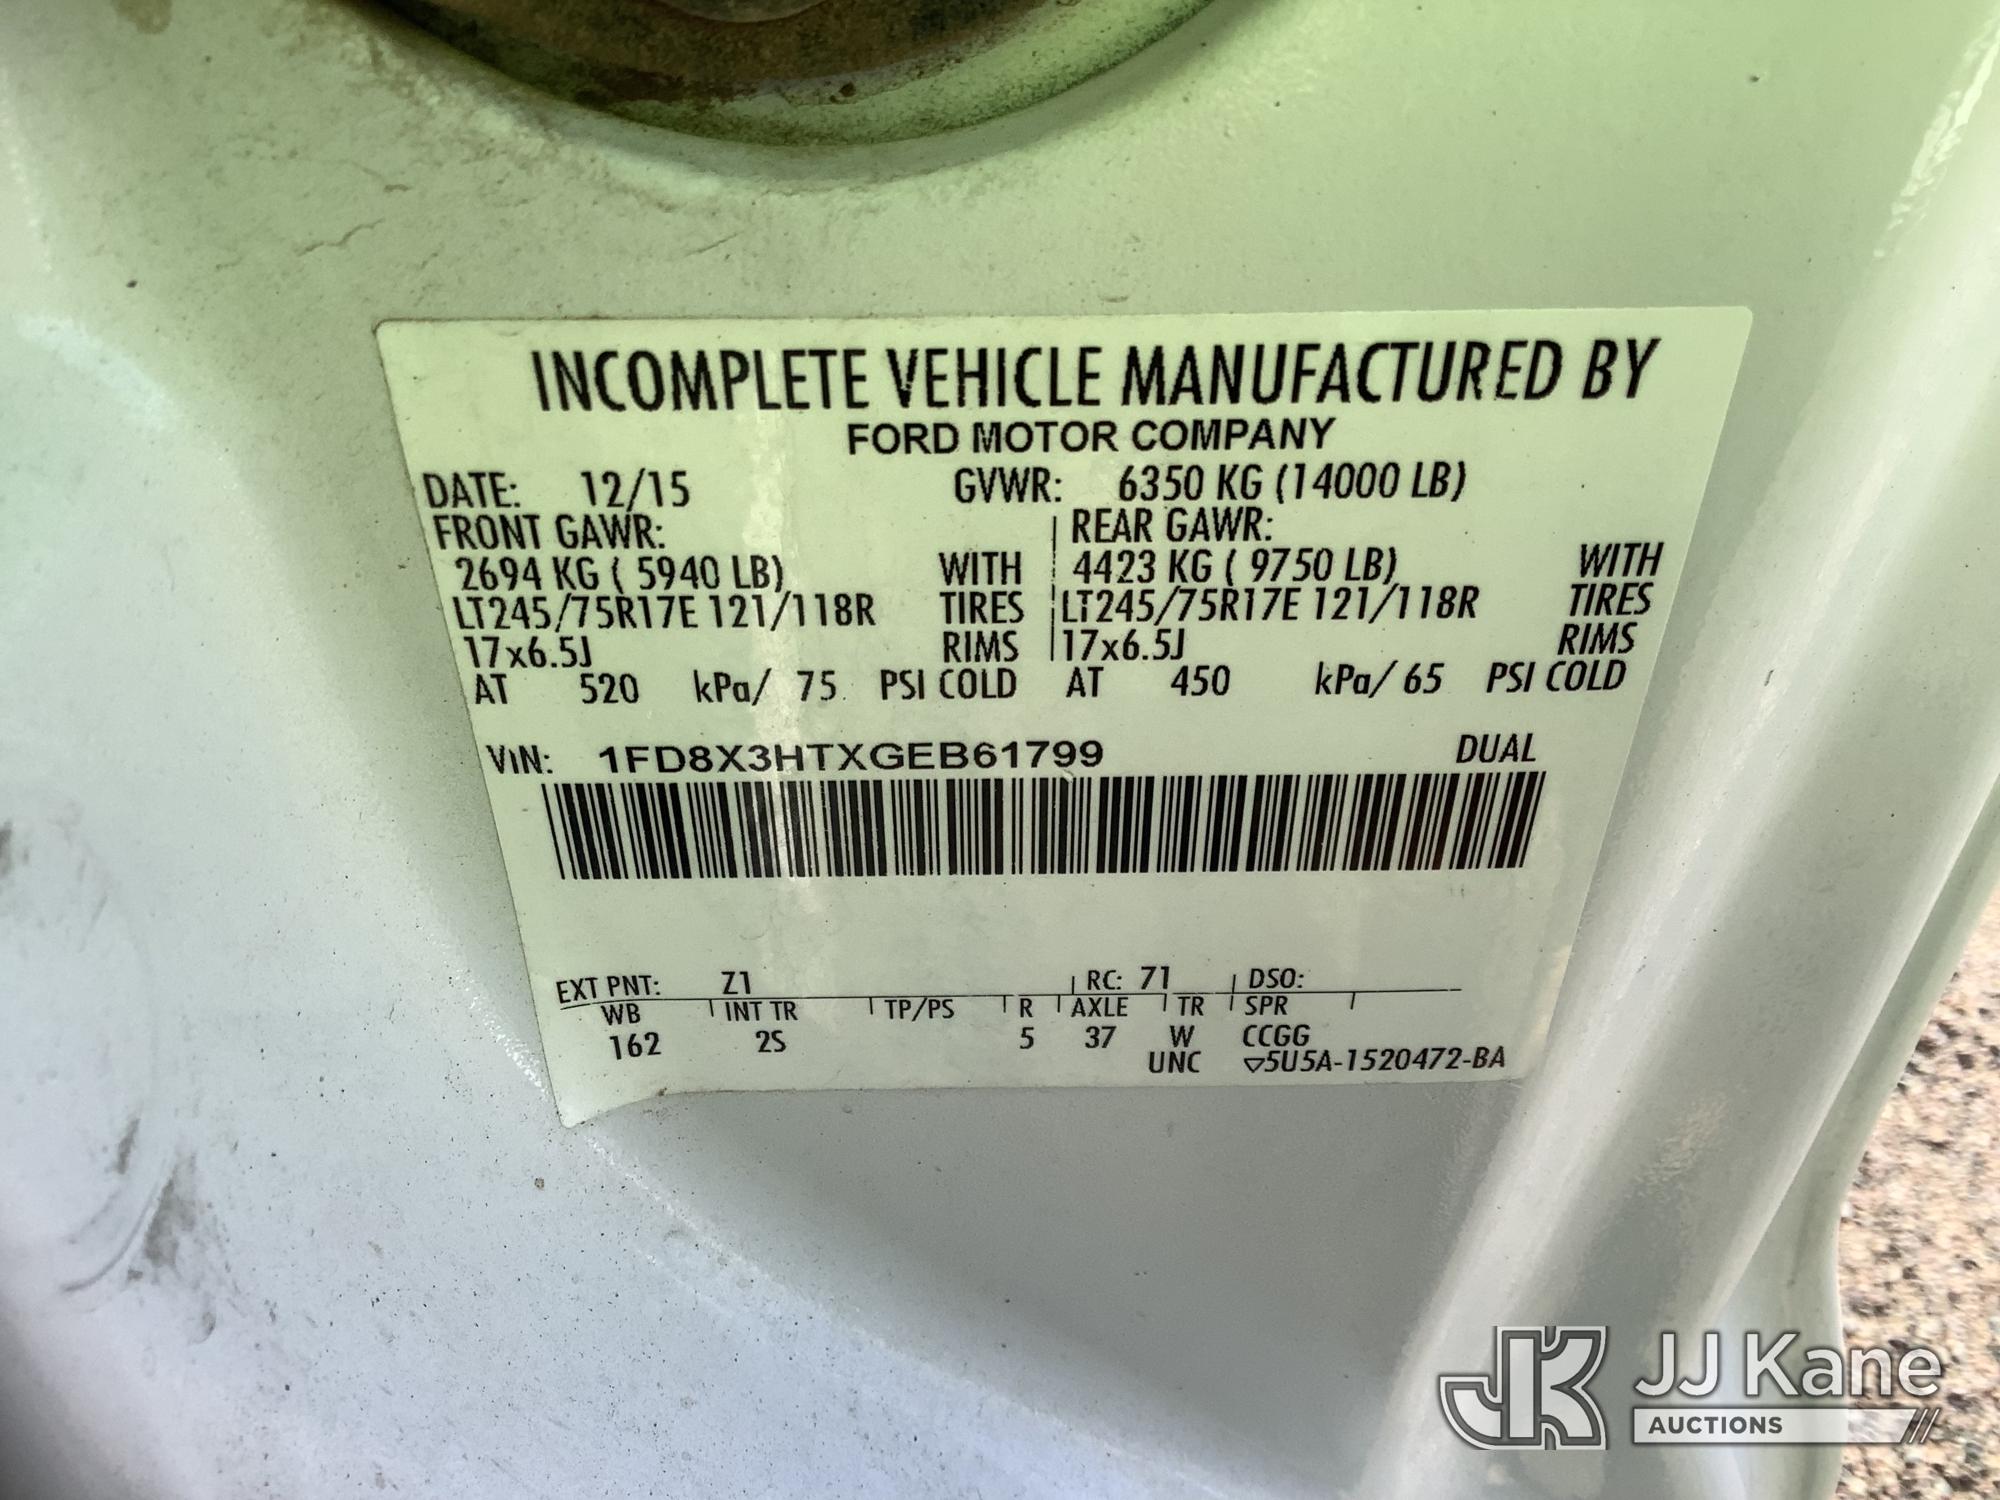 INCOMPLETE VEHICLE MANUFACTURED BY
FORD MOTOR COMPANY
DATE: 12/15 GVWR: 6350 KG (14000 LB)
FRONT GAWR: REAR GAWR:
2694 KG ( 5940 LB) WITH 4423 KG ( 9750 LB) WITH
LT245/75R17E 121/118R TIRES LT245/75R17E 121/118R TIRES
17x6.5J RIMS 17x6.5J RIMS
AT 520 kPa/ 75 PSI COLD AT 450 kPa/ 65 PSI COLD
VIN: 1FD8X3HTXGEB61799 DUAL
EXT PNT: Z1 RC: 71 DSO:
WB INT TR TP/PS R AXLE TR SPR
162 2S 5 37 W CCGG
UNC ▽5U5A-1520472-BA
JK JJ Kane
AUCTIONS